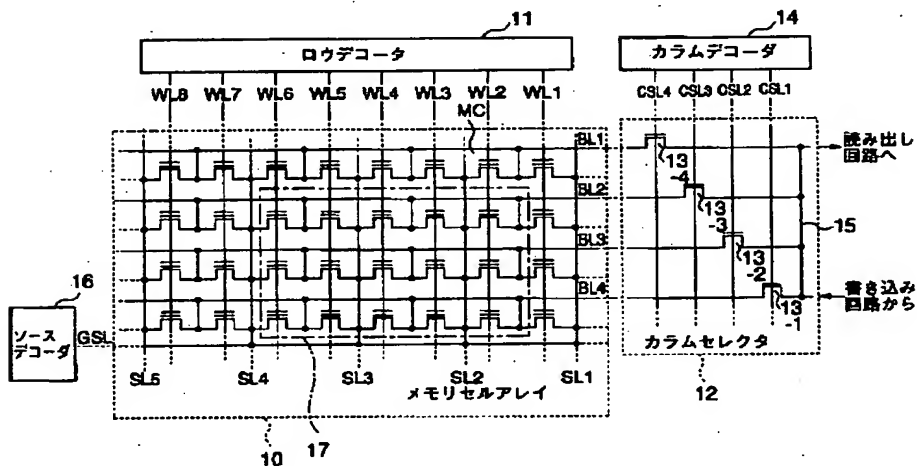 11
14
ロウデコータ
カラムデコーダ
WL8 WL7 WL6 WL5 WL4 WL3 WL2 WL1
CSL4 CSL3 CSL2 CSL1
MC
BL1
読み出し
回路へ
13
-4
BL2
13
-3
BL3
15
13
-2
16
BL4
書き込み
回路から
13
-1
ソース
デコーダ
GSL
カラムセレクタ
SL5 SL4 SL3 SL2 SL1
メモリセルアレイ
12
17
10